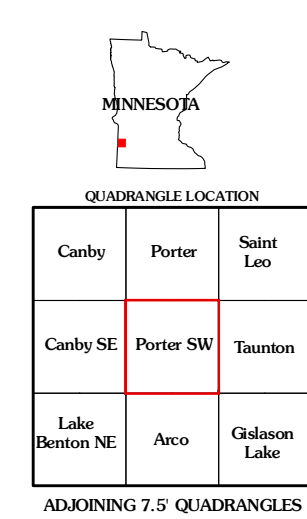 MINNESOTA
QUADRANGLE LOCATION
Canby
Porter
Saint
Leo
Canby SE
Porter SW
Taunton
Lake
Benton NE
Arco
Gislason
Lake
ADJOINING 7.5' QUADRANGLES